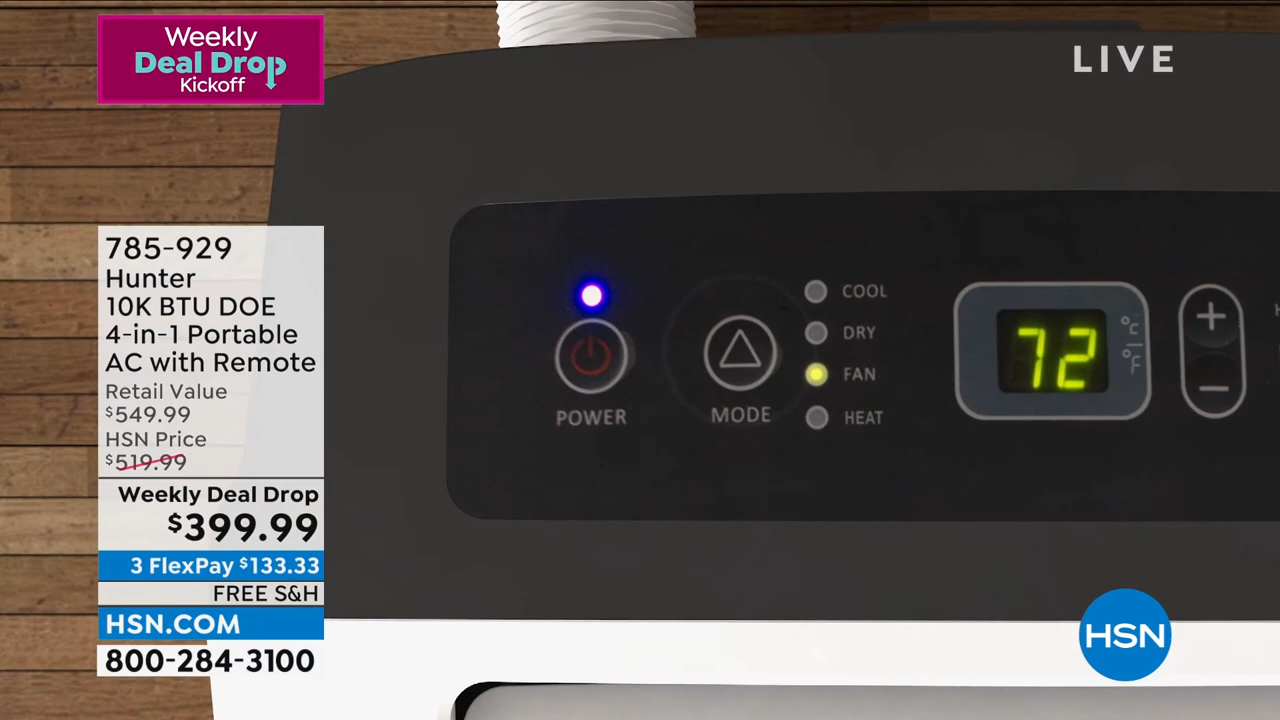 Weekly
Deal Drop
Kickoff
LIVE
785-929
Hunter
10K BTU DOE
4-in-1 Portable
AC with Remote
Retail Value
$549.99
HSN Price
$519.99
Weekly Deal Drop
$399.99
3 FlexPay $133.33
FREE S&H
HSN.COM
800-284-3100
POWER
MODE
COOL
DRY
FAN
HEAT
72
°C
°F
+
−
HSN